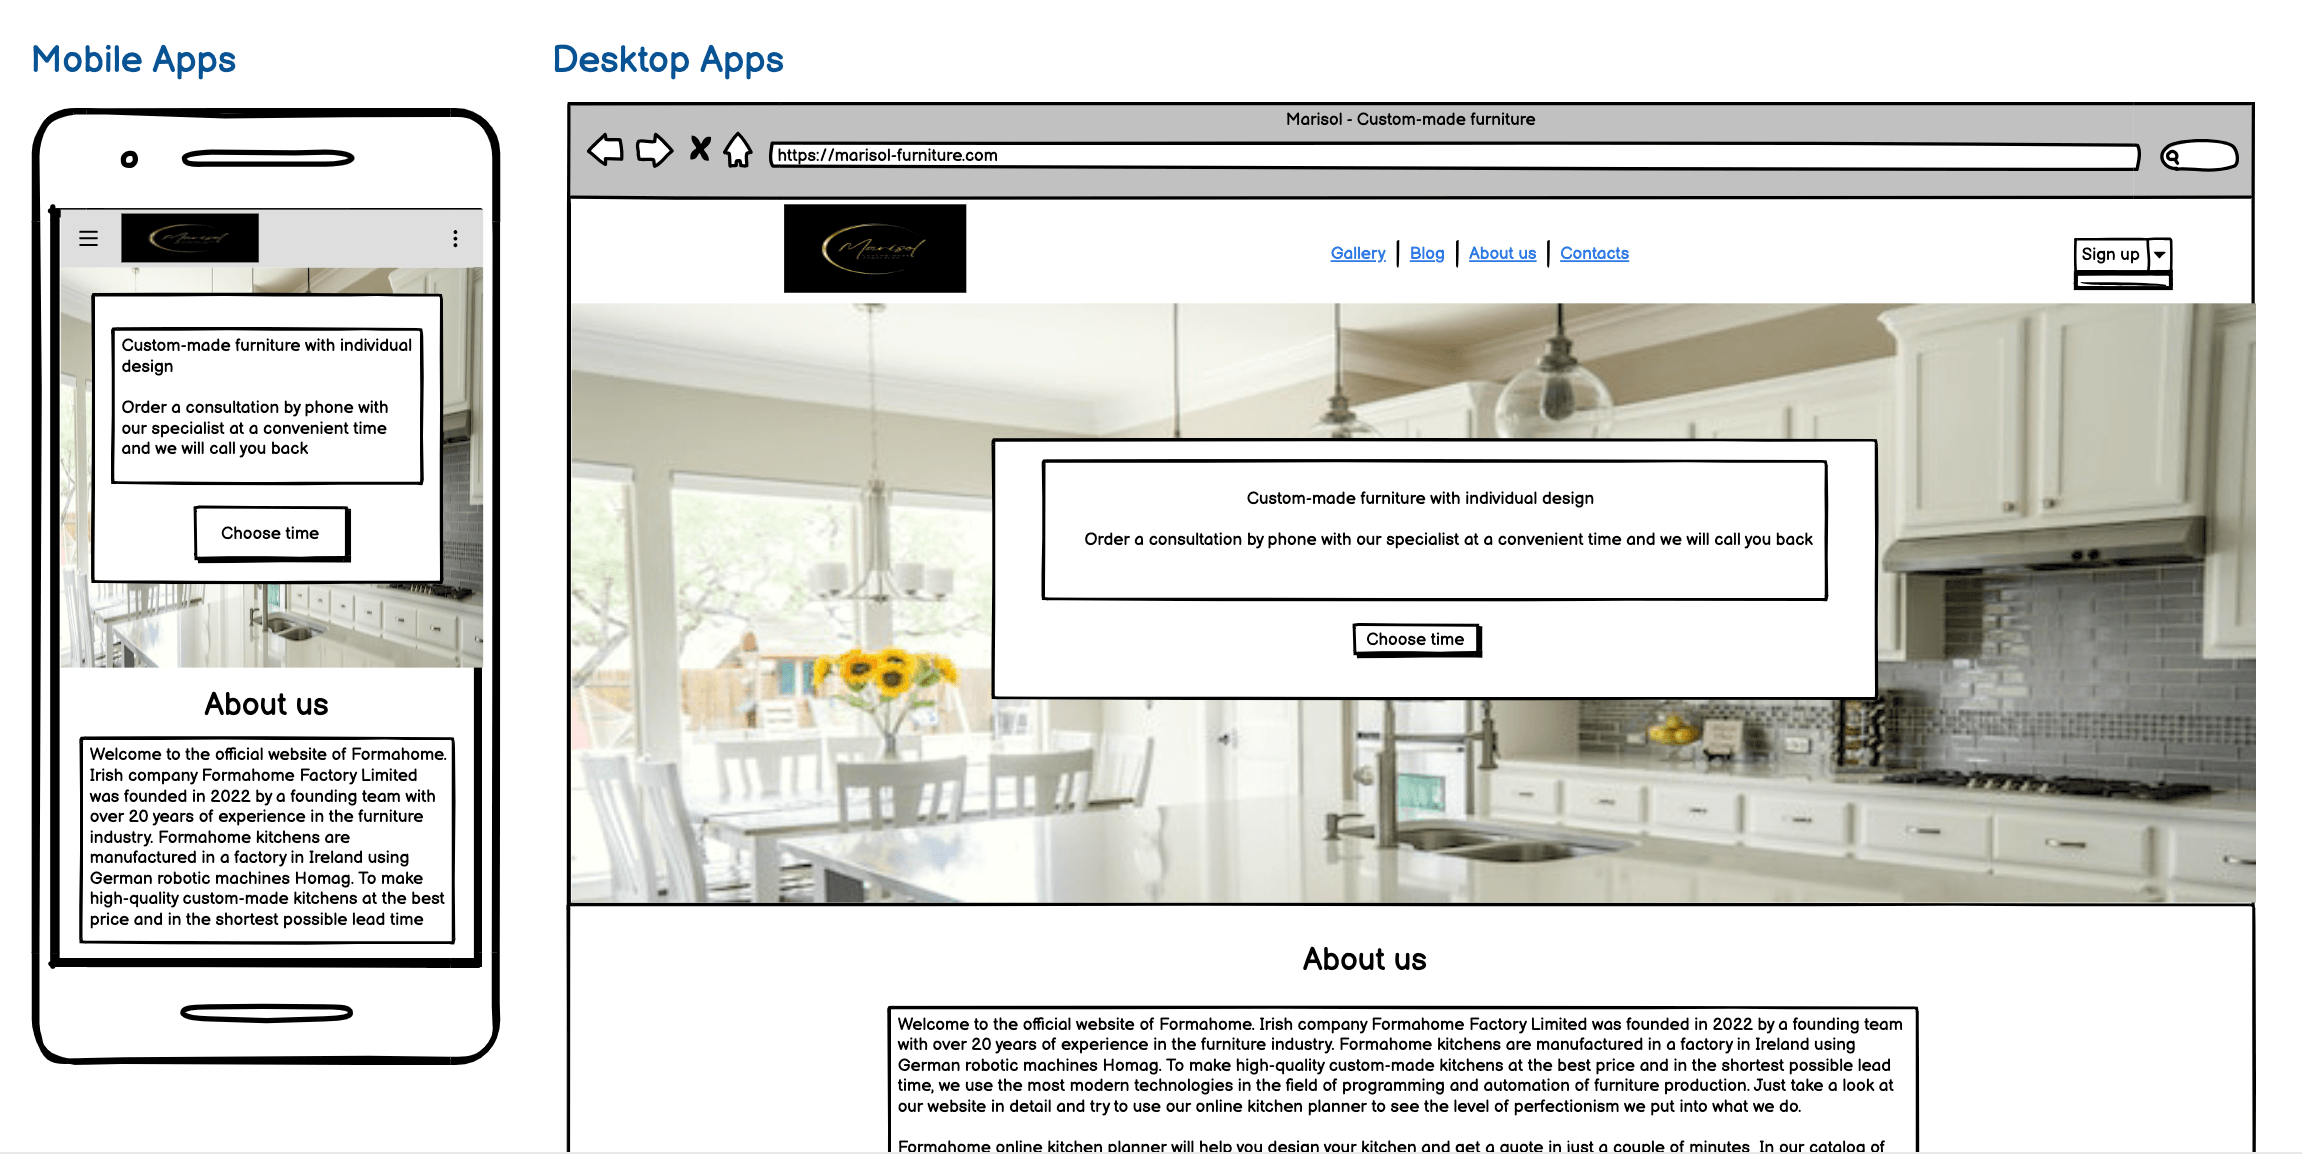 Mobile Apps
Desktop Apps
Marisol
Custom-made furniture with individual
design
Order a consultation by phone with
our specialist at a convenient time
and we will call you back
Choose time
About us
Welcome to the official website of Formahome.
Irish company Formahome Factory Limited
was founded in 2022 by a founding team with
over 20 years of experience in the furniture
industry. Formahome kitchens are
manufactured in a factory in Ireland using
German robotic machines Homag. To make
high-quality custom-made kitchens at the best
price and in the shortest possible lead time
Marisol - Custom-made furniture
https://marisol-furniture.com
Marisol
Gallery | Blog | About us | Contacts
Sign up
Custom-made furniture with individual design
Order a consultation by phone with our specialist at a convenient time and we will call you back
Choose time
About us
Welcome to the official website of Formahome. Irish company Formahome Factory Limited was founded in 2022 by a founding team
with over 20 years of experience in the furniture industry. Formahome kitchens are manufactured in a factory in Ireland using
German robotic machines Homag. To make high-quality custom-made kitchens at the best price and in the shortest possible lead
time, we use the most modern technologies in the field of programming and automation of furniture production. Just take a look at
our website in detail and try to use our online kitchen planner to see the level of perfectionism we put into what we do.
Formahome online kitchen planner will help you design your kitchen and get a quote in just a couple of minutes. In our catalog of